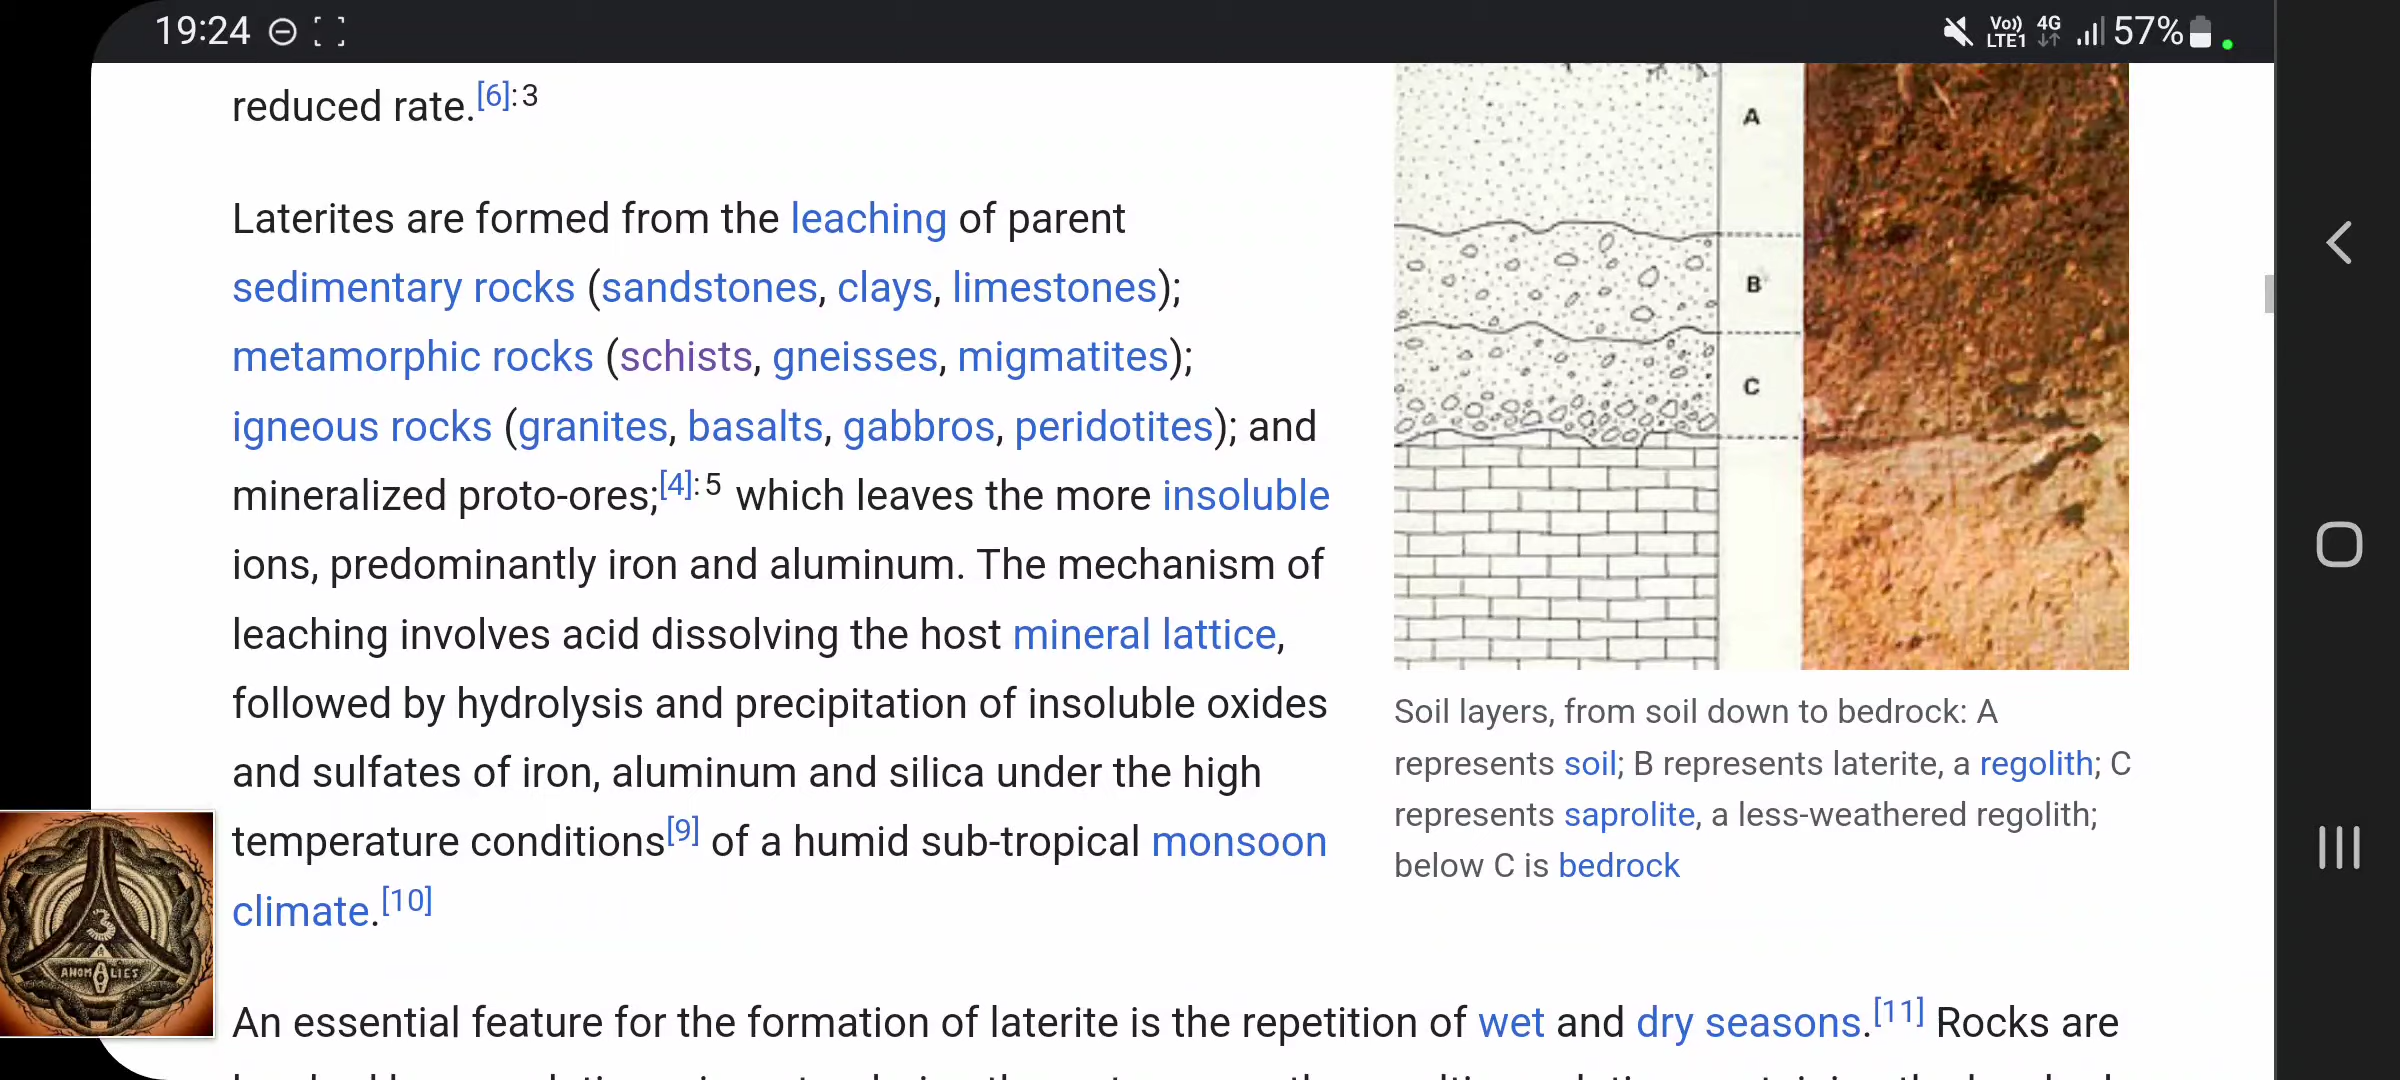 19:24
Vo)) LTE1 4G 57%
reduced rate.[6]:3
Laterites are formed from the leaching of parent
sedimentary rocks (sandstones, clays, limestones);
metamorphic rocks (schists, gneisses, migmatites);
igneous rocks (granites, basalts, gabbros, peridotites); and
mineralized proto-ores;[4]:5 which leaves the more insoluble
ions, predominantly iron and aluminum. The mechanism of
leaching involves acid dissolving the host mineral lattice,
followed by hydrolysis and precipitation of insoluble oxides
and sulfates of iron, aluminum and silica under the high
temperature conditions[9] of a humid sub-tropical monsoon
climate.[10]
A
B
C
Soil layers, from soil down to bedrock: A
represents soil; B represents laterite, a regolith; C
represents saprolite, a less-weathered regolith;
below C is bedrock
3
ANOMALIES
An essential feature for the formation of laterite is the repetition of wet and dry seasons.[11] Rocks are